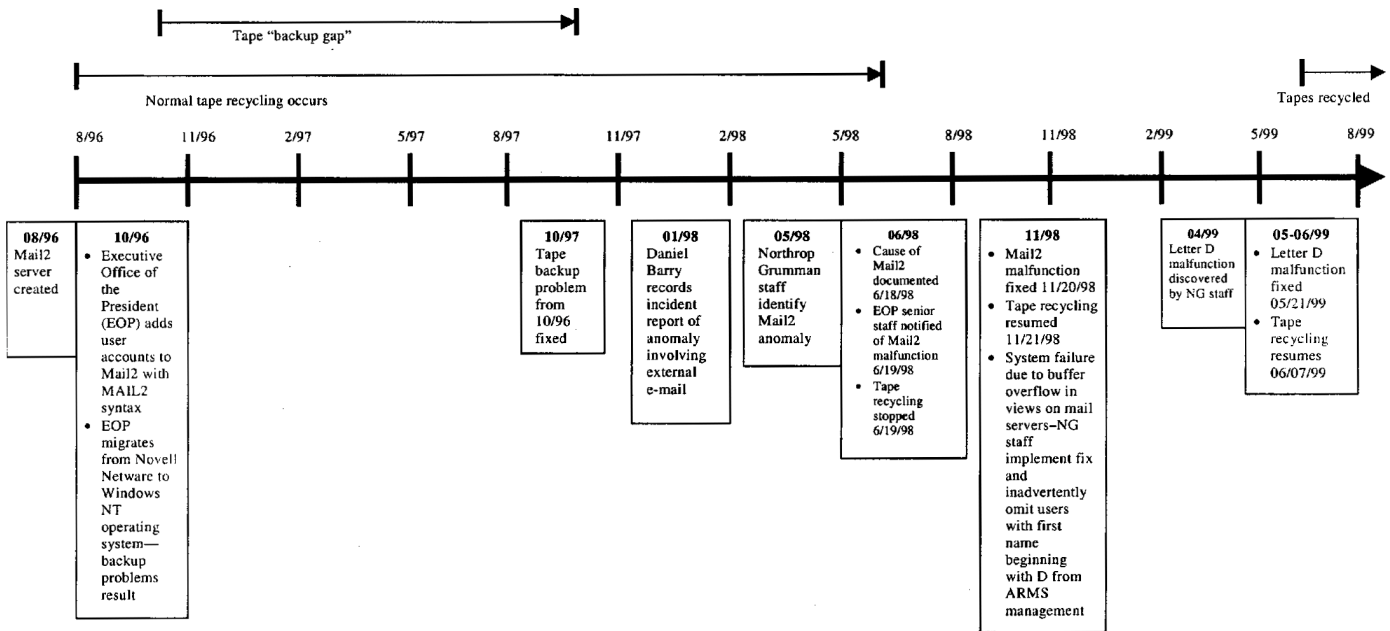 Tape “backup gap”
Normal tape recycling occurs
Tapes recycled
8/96 11/96 2/97 5/97 8/97 11/97 2/98 5/98 8/98 11/98 2/99 5/99 8/99
08/96
Mail2
server
created
10/96
• Executive
Office of
the
President
(EOP) adds
user
accounts to
Mail2 with
MAIL2
syntax
• EOP
migrates
from Novell
Netware to
Windows
NT
operating
system—
backup
problems
result
10/97
Tape
backup
problem
from
10/96
fixed
01/98
Daniel
Barry
records
incident
report of
anomaly
involving
external
e-mail
05/98
Northrop
Grumman
staff
identify
Mail2
anomaly
06/98
• Cause of
Mail2
documented
6/18/98
• EOP senior
staff notified
of Mail2
malfunction
6/19/98
• Tape
recycling
stopped
6/19/98
11/98
• Mail2
malfunction
fixed 11/20/98
• Tape recycling
resumed
11/21/98
• System failure
due to buffer
overflow in
views on mail
servers–NG
staff
implement fix
and
inadvertently
omit users
with first
name
beginning
with D from
ARMS
management
04/99
Letter D
malfunction
discovered
by NG staff
05-06/99
• Letter D
malfunction
fixed
05/21/99
• Tape
recycling
resumes
06/07/99